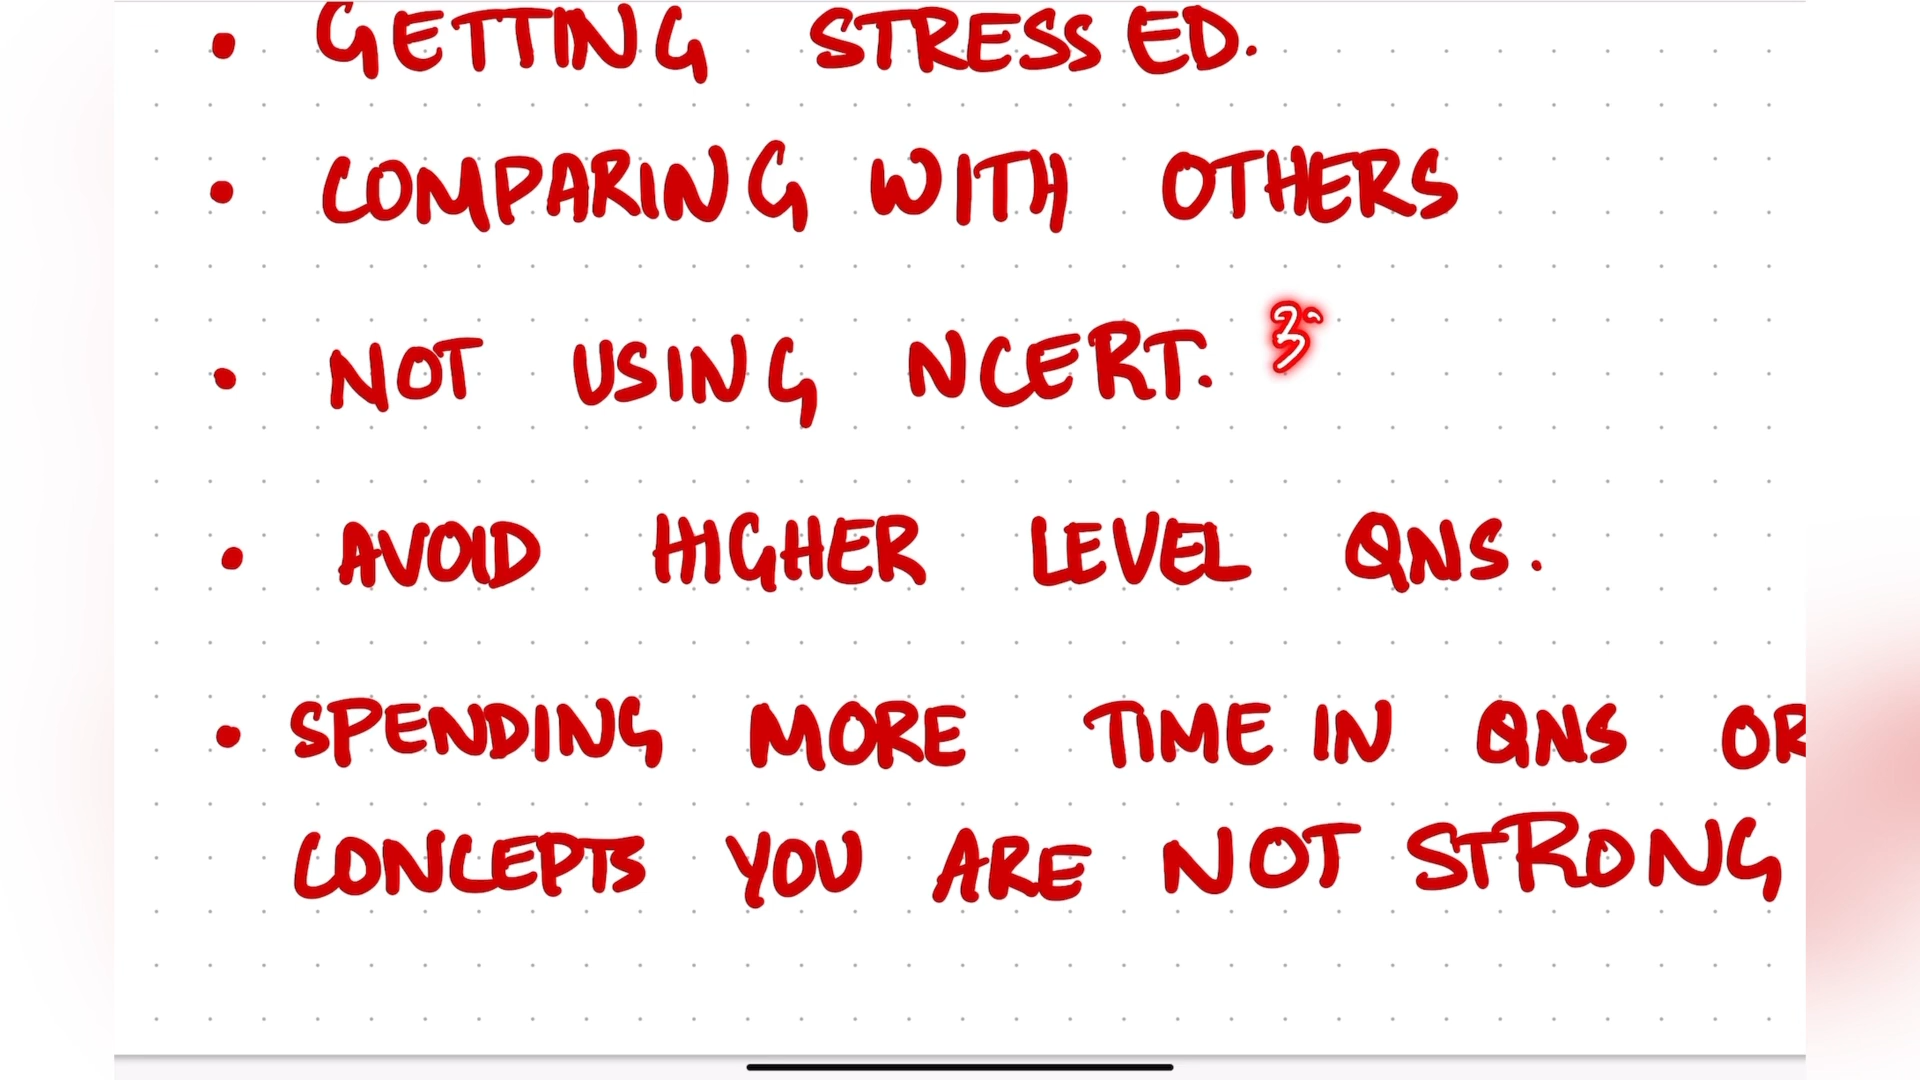 • GETTING STRESSED.
• COMPARING WITH OTHERS
• NOT USING NCERT.
• AVOID HIGHER LEVEL QNS.
• SPENDING MORE TIME IN QNS OR
CONCEPTS YOU ARE NOT STRONG